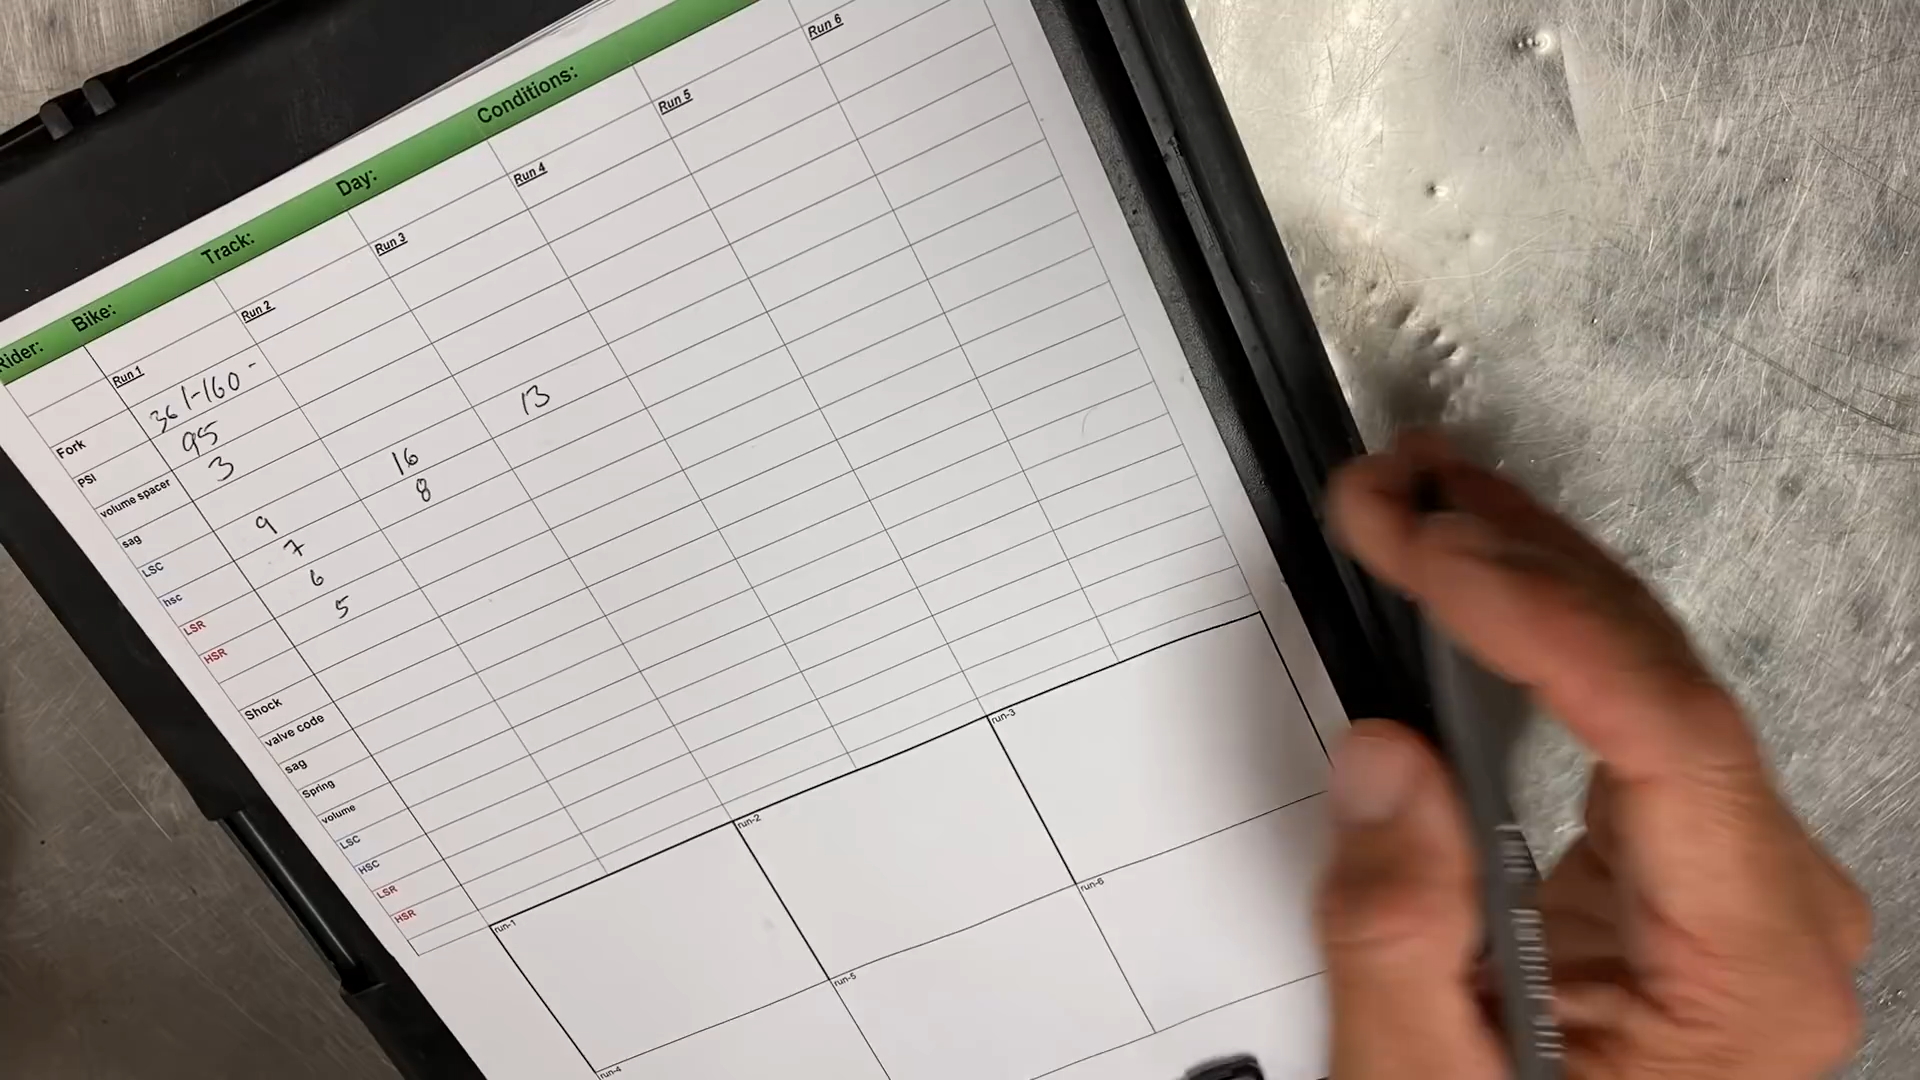 Rider: Bike: Track: Day: Conditions:
Run 1 Run 2 Run 3 Run 4 Run 5 Run 6
Fork 36 1-160 -
PSI 95
volume spacer 3
sag
LSC 9 16 13
hsc 7 8
LSR 6
HSR 5
Shock
valve code
sag
Spring
volume
LSC
HSC
LSR
HSR
run-1 run-2 run-3
run-4 run-5 run-6